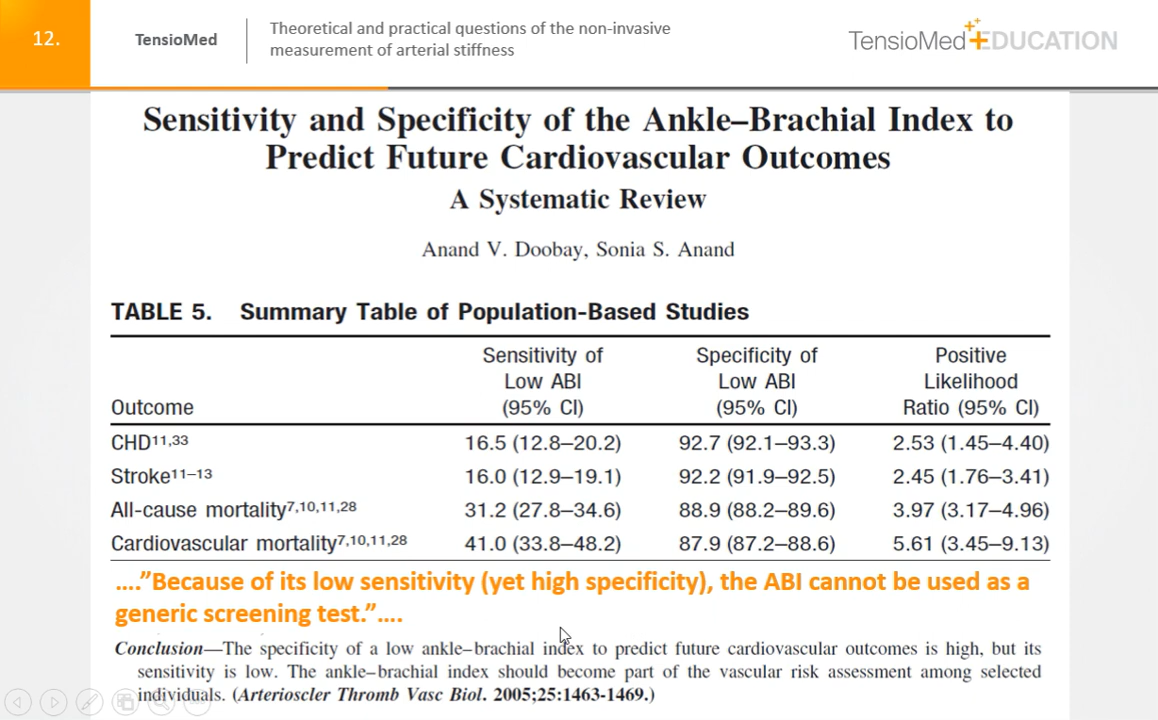 12.
TensioMed
Theoretical and practical questions of the non-invasive
measurement of arterial stiffness
TensioMed EDUCATION
Sensitivity and Specificity of the Ankle–Brachial Index to
Predict Future Cardiovascular Outcomes
A Systematic Review
Anand V. Doobay, Sonia S. Anand
TABLE 5. Summary Table of Population-Based Studies
Outcome Sensitivity of Low ABI (95% CI) Specificity of Low ABI (95% CI) Positive Likelihood Ratio (95% CI)
CHD11,33 16.5 (12.8–20.2) 92.7 (92.1–93.3) 2.53 (1.45–4.40)
Stroke11–13 16.0 (12.9–19.1) 92.2 (91.9–92.5) 2.45 (1.76–3.41)
All-cause mortality7,10,11,28 31.2 (27.8–34.6) 88.9 (88.2–89.6) 3.97 (3.17–4.96)
Cardiovascular mortality7,10,11,28 41.0 (33.8–48.2) 87.9 (87.2–88.6) 5.61 (3.45–9.13)
....”Because of its low sensitivity (yet high specificity), the ABI cannot be used as a
generic screening test.”....
Conclusion—The specificity of a low ankle–brachial index to predict future cardiovascular outcomes is high, but its
sensitivity is low. The ankle–brachial index should become part of the vascular risk assessment among selected
individuals. (Arterioscler Thromb Vasc Biol. 2005;25:1463-1469.)